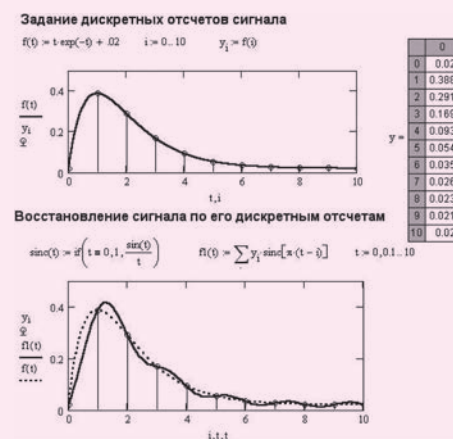 Задание дискретных отсчетов сигнала
f(t) := t·exp(-t) + .02    i := 0 .. 10    y_i := f(i)
0.4
0.2
0
f(t)
y_i
0 2 4 6 8 10
t,i
y =
0
0 0.02
1 0.388
2 0.291
3 0.169
4 0.093
5 0.054
6 0.035
7 0.026
8 0.023
9 0.021
10 0.02
Восстановление сигнала по его дискретным отсчетам
sinc(t) := if(t ≡ 0, 1, sin(t)/t)    f1(t) := ∑ y_i·sinc[π·(t - i)]    t := 0, 0.1 .. 10
0.4
0.2
0
y_i
f1(t)
f(t)
0 2 4 6 8 10
i,t,t